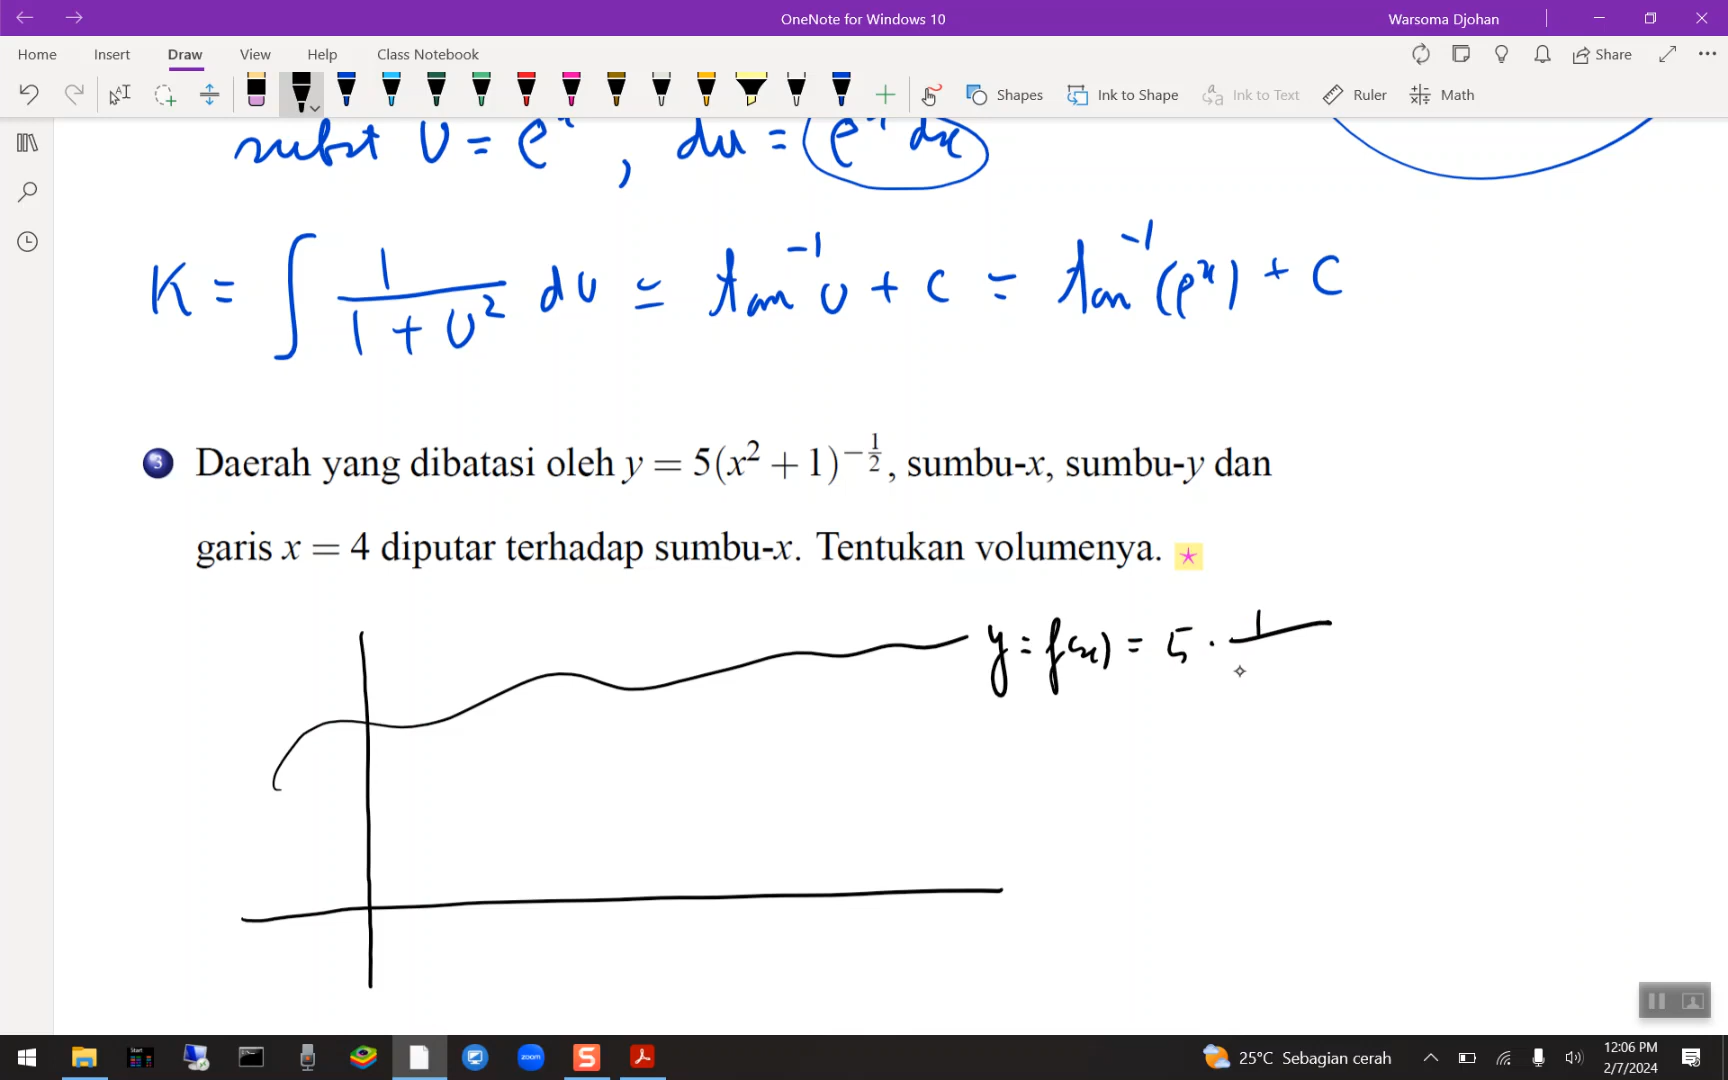 OneNote for Windows 10
Warsoma Djohan
Home Insert Draw View Help Class Notebook
Share
Shapes Ink to Shape Ink to Text Ruler Math
subst U = e^x , du = e^x dx
K = ∫ 1/(1 + U²) du = tan⁻¹ U + C = tan⁻¹ (e^x) + C
3 Daerah yang dibatasi oleh y = 5(x² + 1)^(−1/2), sumbu-x, sumbu-y dan
garis x = 4 diputar terhadap sumbu-x. Tentukan volumenya.
y = f(x) = 5 · 1
Start
zoom
25°C Sebagian cerah
12:06 PM
2/7/2024